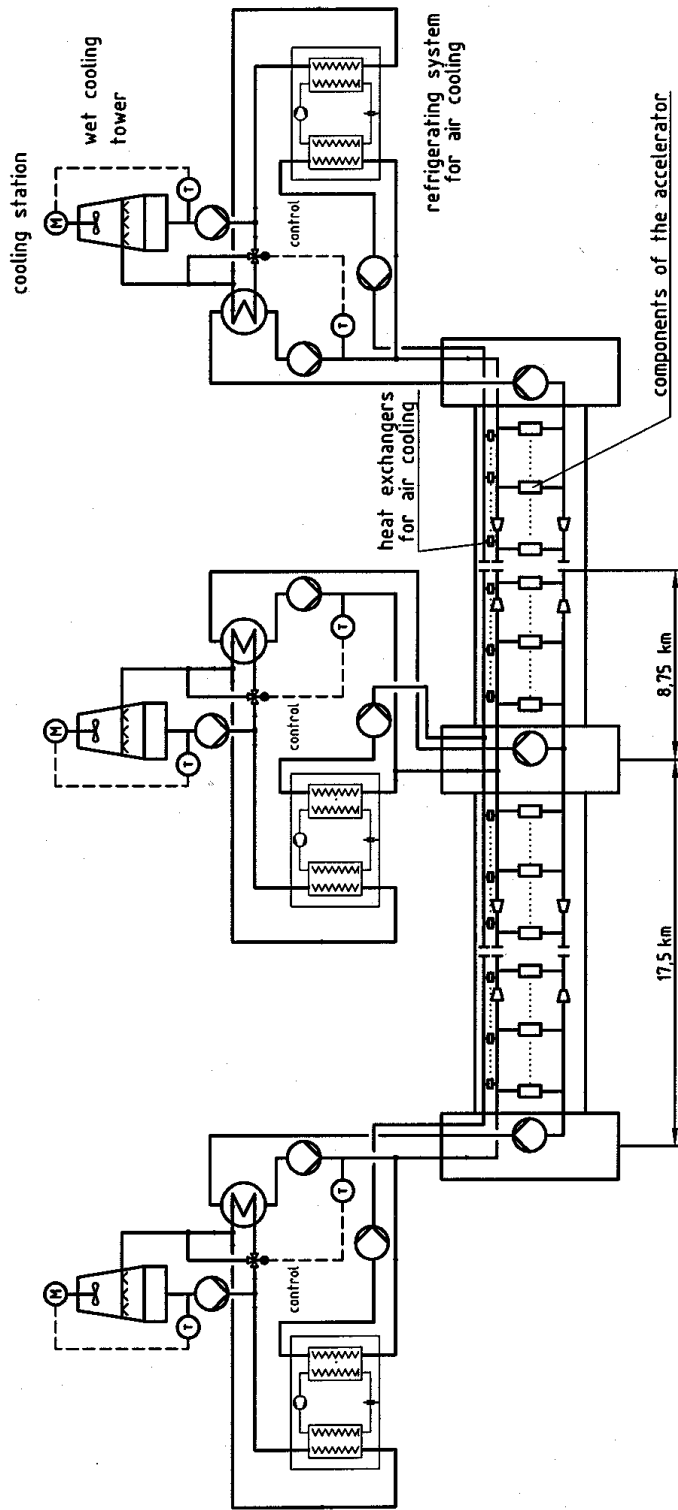 cooling station
wet cooling
tower
M
T
control
T
refrigerating system
for air cooling
M
T
control
T
M
T
control
T
heat exchangers
for air cooling
components of the accelerator
8,75 km
17,5 km